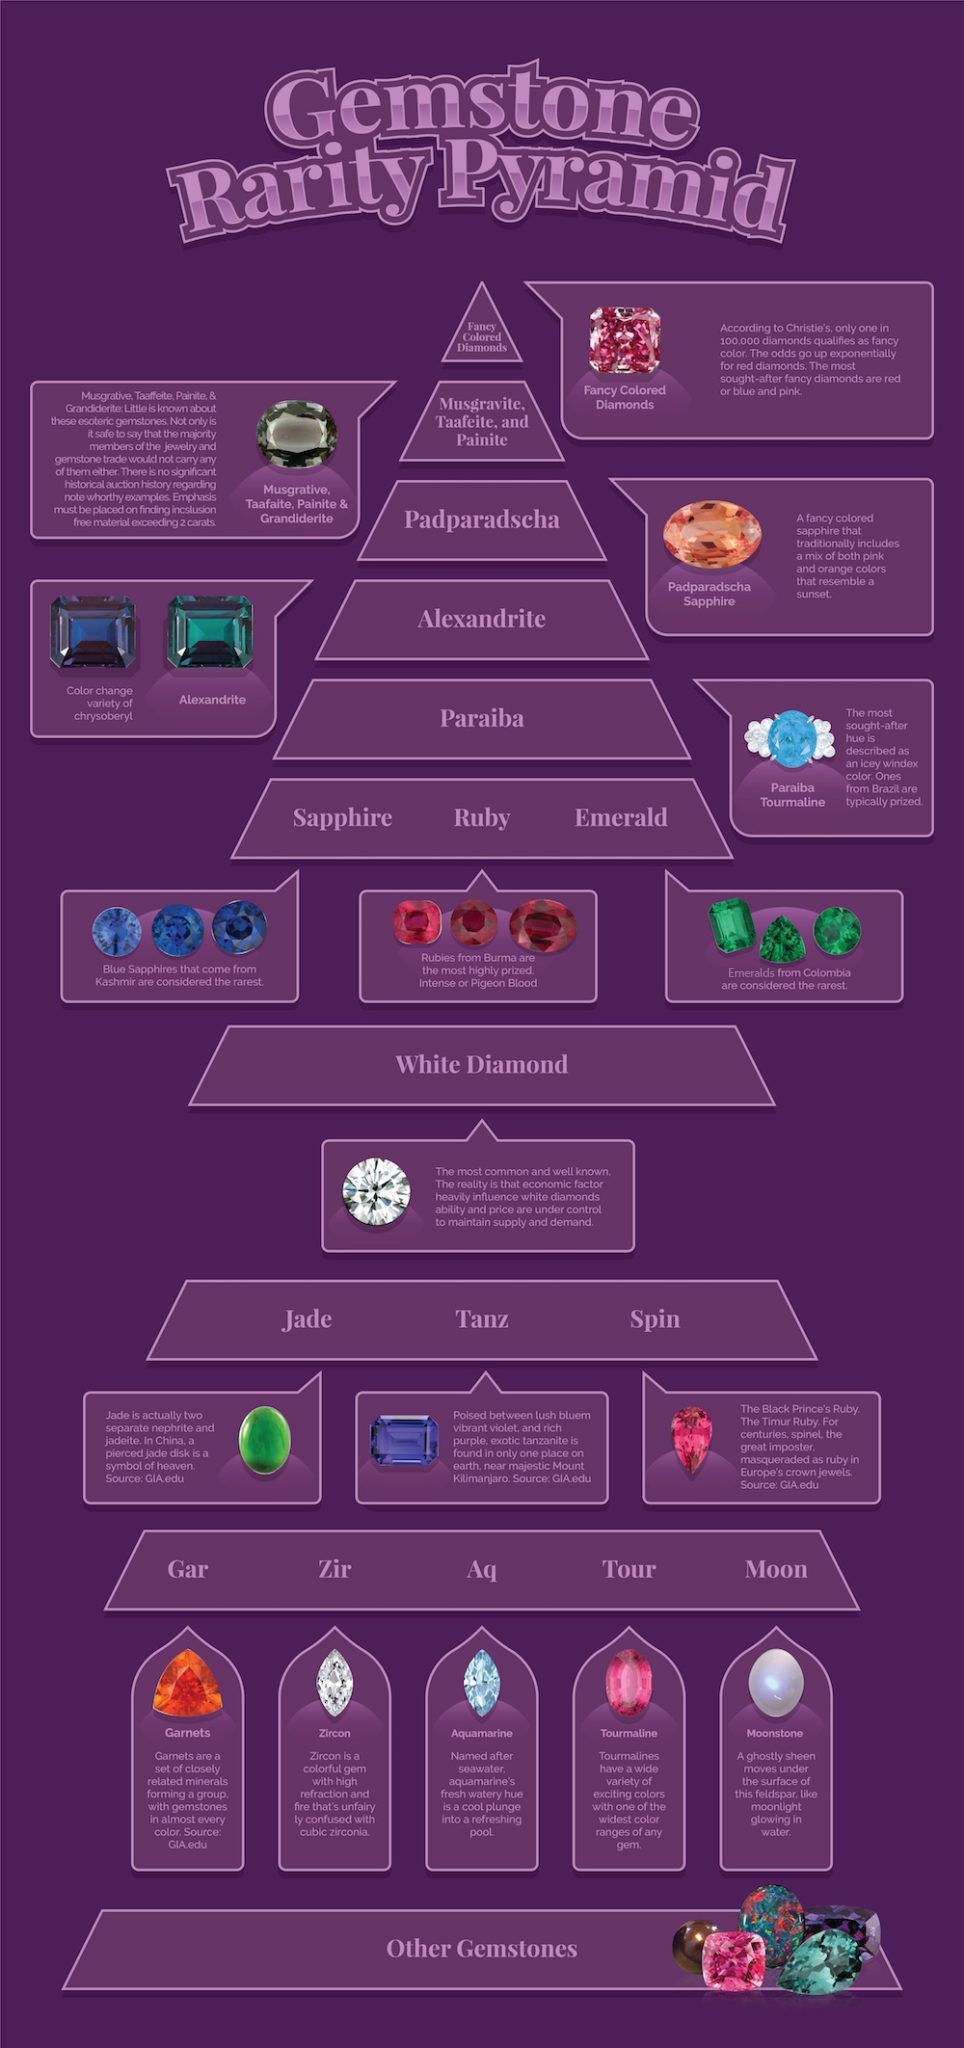 Gemstone
Rarity Pyramid
Fancy
Colored
Diamonds
Fancy Colored
Diamonds
According to Christie's, only one in
100,000 diamonds qualifies as fancy
color. The odds go up exponentially
for red diamonds. The most
sought-after fancy diamonds are red
or blue and pink.
Musgravite,
Taafeite, and
Painite
Musgrative, Taaffeite, Painite, &
Grandiderite: Little is known about
these esoteric gemstones. Not only is
it safe to say that the majority
members of the jewelry and
gemstone trade would not carry any
of them either. There is no significant
historical auction history regarding
note whorthy examples. Emphasis
must be placed on finding incslusion
free material exceeding 2 carats.
Musgrative,
Taafaite, Painite &
Grandiderite
Padparadscha
Padparadscha
Sapphire
A fancy colored
sapphire that
traditionally includes
a mix of both pink
and orange colors
that resemble a
sunset.
Alexandrite
Color change
variety of
chrysoberyl
Alexandrite
Paraiba
Paraiba
Tourmaline
The most
sought-after
hue is
described as
an icey windex
color. Ones
from Brazil are
typically prized.
Sapphire Ruby Emerald
Blue Sapphires that come from
Kashmir are considered the rarest.
Rubies from Burma are
the most highly prized.
Intense or Pigeon Blood
Emeralds from Colombia
are considered the rarest.
White Diamond
The most common and well known.
The reality is that economic factor
heavily influence white diamonds
ability and price are under control
to maintain supply and demand.
Jade Tanz Spin
Jade is actually two
separate nephrite and
jadeite. In China, a
pierced jade disk is a
symbol of heaven.
Source: GIA.edu
Poised between lush bluem
vibrant violet, and rich
purple, exotic tanzanite is
found in only one place on
earth, near majestic Mount
Kilimanjaro. Source: GIA.edu
The Black Prince's Ruby.
The Timur Ruby. For
centuries, spinel, the
great imposter,
masqueraded as ruby in
Europe's crown jewels.
Source: GIA.edu
Gar Zir Aq Tour Moon
Garnets
Garnets are a
set of closely
related minerals
forming a group,
with gemstones
in almost every
color. Source:
GIA.edu
Zircon
Zircon is a
colorful gem
with high
refraction and
fire that's unfairy
ly confused with
cubic zirconia.
Aquamarine
Named after
seawater,
aquamarine's
fresh watery hue
is a cool plunge
into a refreshing
pool.
Tourmaline
Tourmalines
have a wide
variety of
exciting colors
with one of the
widest color
ranges of any
gem.
Moonstone
A ghostly sheen
moves under
the surface of
this feldspar, like
moonlight
glowing in
water.
Other Gemstones